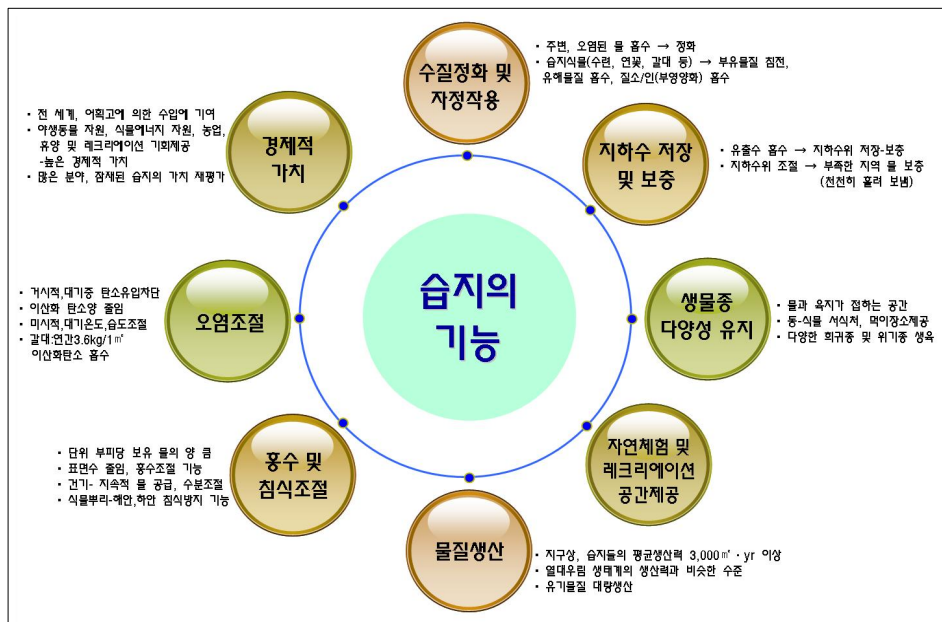 수질정화 및
자정작용
• 주변, 오염된 물 흡수 → 정화
• 습지식물(수련, 연꽃, 갈대 등) → 부유물질 침전,
유해물질 흡수, 질소/인(부영양화) 흡수
지하수 저장
및 보충
• 유출수 흡수 → 지하수위 저장-보충
• 지하수위 조절 → 부족한 지역 물 보충
(천천히 흘려 보냄)
생물종
다양성 유지
• 물과 육지가 접하는 공간
• 동-식물 서식처, 먹이장소제공
• 다양한 희귀종 및 위기종 생육
자연체험 및
레크리에이션
공간제공
물질생산
• 지구상, 습지들의 평균생산력 3,000㎡·yr 이상
• 열대우림 생태계의 생산력과 비슷한 수준
• 유기물질 대량생산
홍수 및
침식조절
• 단위 부피당 보유 물의 양 큼
• 표면수 줄임, 홍수조절 기능
• 건기- 지속적 물 공급, 수분조절
• 식물뿌리-해안,하안 침식방지 기능
오염조절
• 거시적,대기중 탄소유입차단
• 이산화 탄소양 줄임
• 미시적,대기온도,습도조절
• 갈대:연간3.6kg/1㎡
이산화탄소 흡수
경제적
가치
• 전 세계, 어획고에 의한 수입에 기여
• 야생동물 자원, 식물에너지 자원, 농업,
휴양 및 레크리에이션 기회제공
-높은 경제적 가치
• 많은 분야, 잠재된 습지의 가치 재평가
습지의
기능